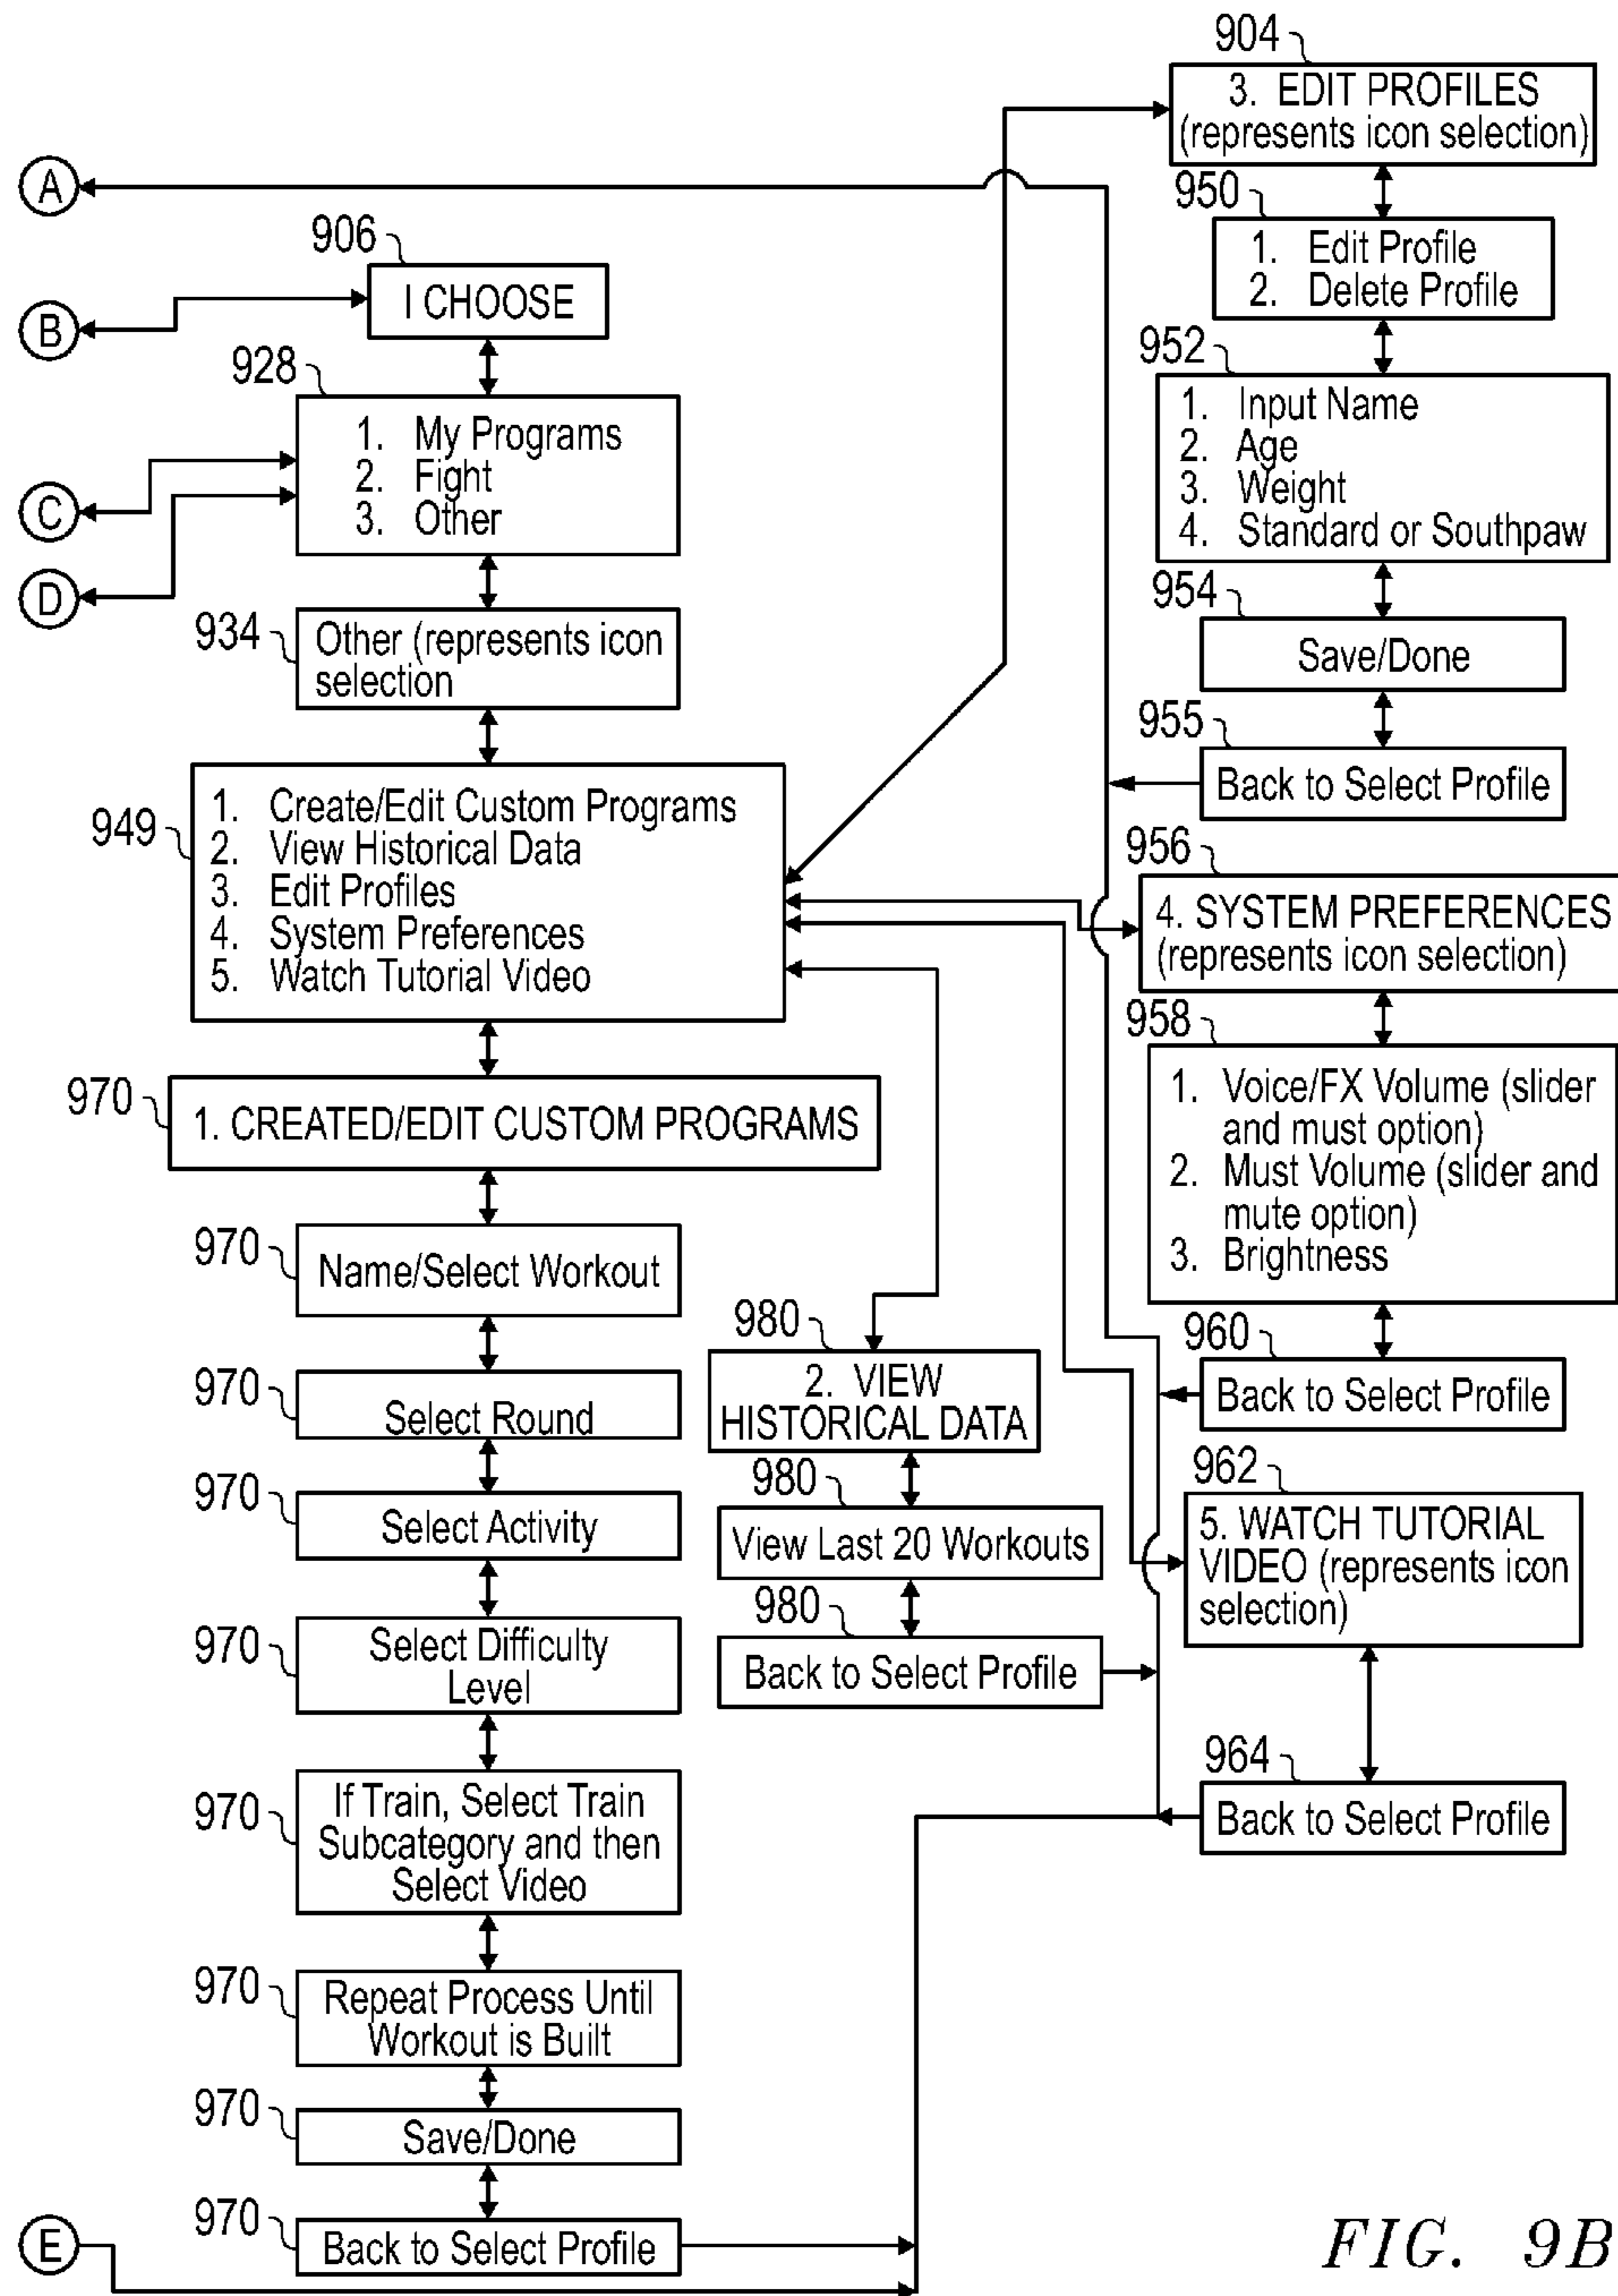 A
B
906
I CHOOSE
928
1. My Programs
2. Fight
3. Other
C
D
934
Other (represents icon
selection
949
1. Create/Edit Custom Programs
2. View Historical Data
3. Edit Profiles
4. System Preferences
5. Watch Tutorial Video
970
1. CREATED/EDIT CUSTOM PROGRAMS
970
Name/Select Workout
970
Select Round
970
Select Activity
970
Select Difficulty
Level
970
If Train, Select Train
Subcategory and then
Select Video
970
Repeat Process Until
Workout is Built
970
Save/Done
970
Back to Select Profile
E
980
2. VIEW
HISTORICAL DATA
980
View Last 20 Workouts
980
Back to Select Profile
904
3. EDIT PROFILES
(represents icon selection)
950
1. Edit Profile
2. Delete Profile
952
1. Input Name
2. Age
3. Weight
4. Standard or Southpaw
954
Save/Done
955
Back to Select Profile
956
4. SYSTEM PREFERENCES
(represents icon selection)
958
1. Voice/FX Volume (slider
and must option)
2. Must Volume (slider and
mute option)
3. Brightness
960
Back to Select Profile
962
5. WATCH TUTORIAL
VIDEO (represents icon
selection)
964
Back to Select Profile
FIG. 9B